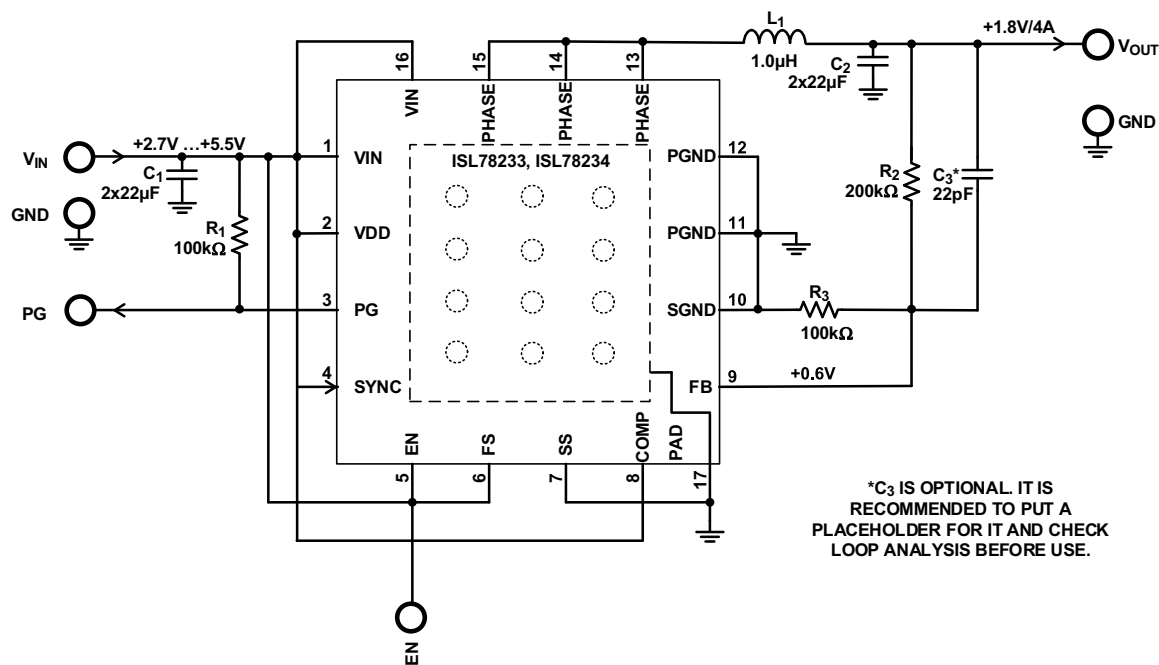 L1
1.0µH
+1.8V/4A
VOUT
C2
2x22µF
GND
16
15
14
13
VIN
PHASE
PHASE
PHASE
VIN
+2.7V ...+5.5V
C1
2x22µF
GND
R1
100kΩ
PG
1
VIN
2
VDD
3
PG
4
SYNC
ISL78233, ISL78234
PGND
12
PGND
11
SGND
10
FB
9
+0.6V
R2
200kΩ
C3*
22pF
R3
100kΩ
EN
FS
SS
COMP
PAD
5
6
7
8
17
EN
*C3 IS OPTIONAL. IT IS
RECOMMENDED TO PUT A
PLACEHOLDER FOR IT AND CHECK
LOOP ANALYSIS BEFORE USE.